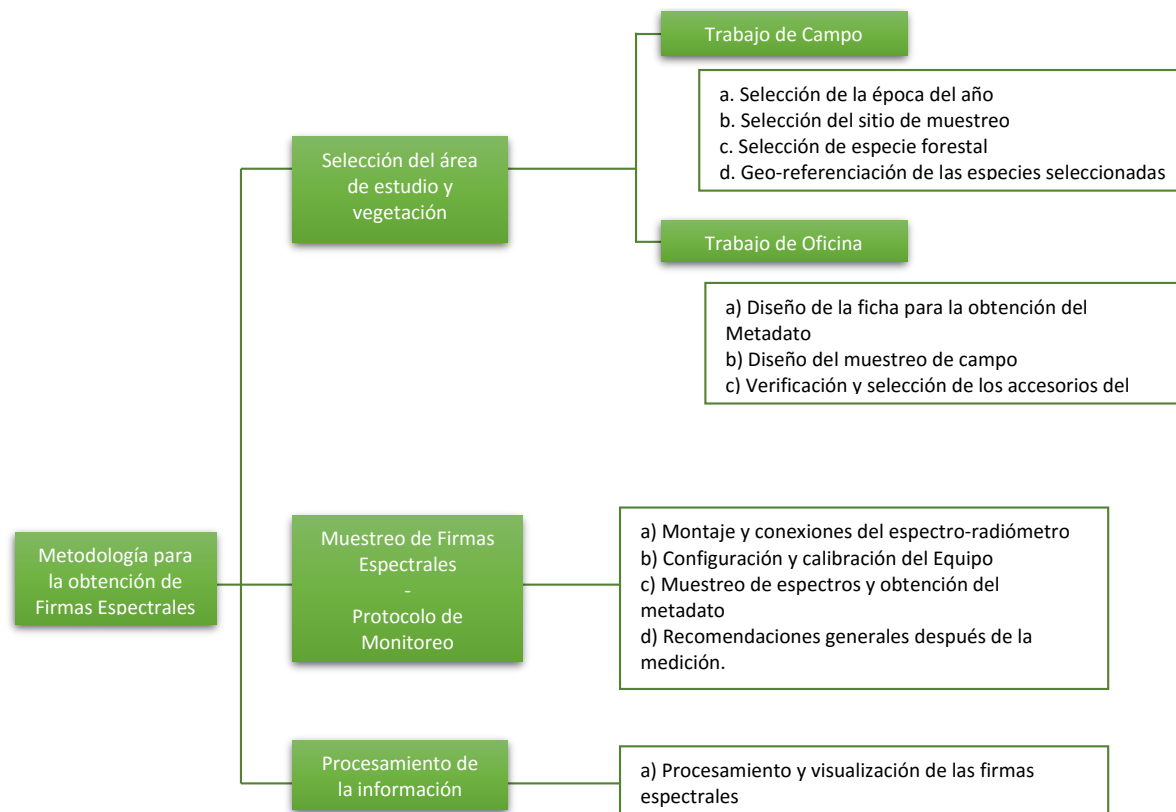 Trabajo de Campo
a. Selección de la época del año
b. Selección del sitio de muestreo
c. Selección de especie forestal
d. Geo-referenciación de las especies seleccionadas
Selección del área
de estudio y
vegetación
Trabajo de Oficina
a) Diseño de la ficha para la obtención del
Metadato
b) Diseño del muestreo de campo
c) Verificación y selección de los accesorios del
Metodología para
la obtención de
Firmas Espectrales
Muestreo de Firmas
Espectrales
-
Protocolo de
Monitoreo
a) Montaje y conexiones del espectro-radiómetro
b) Configuración y calibración del Equipo
c) Muestreo de espectros y obtención del
metadato
d) Recomendaciones generales después de la
medición.
Procesamiento de
la información
a) Procesamiento y visualización de las firmas
espectrales